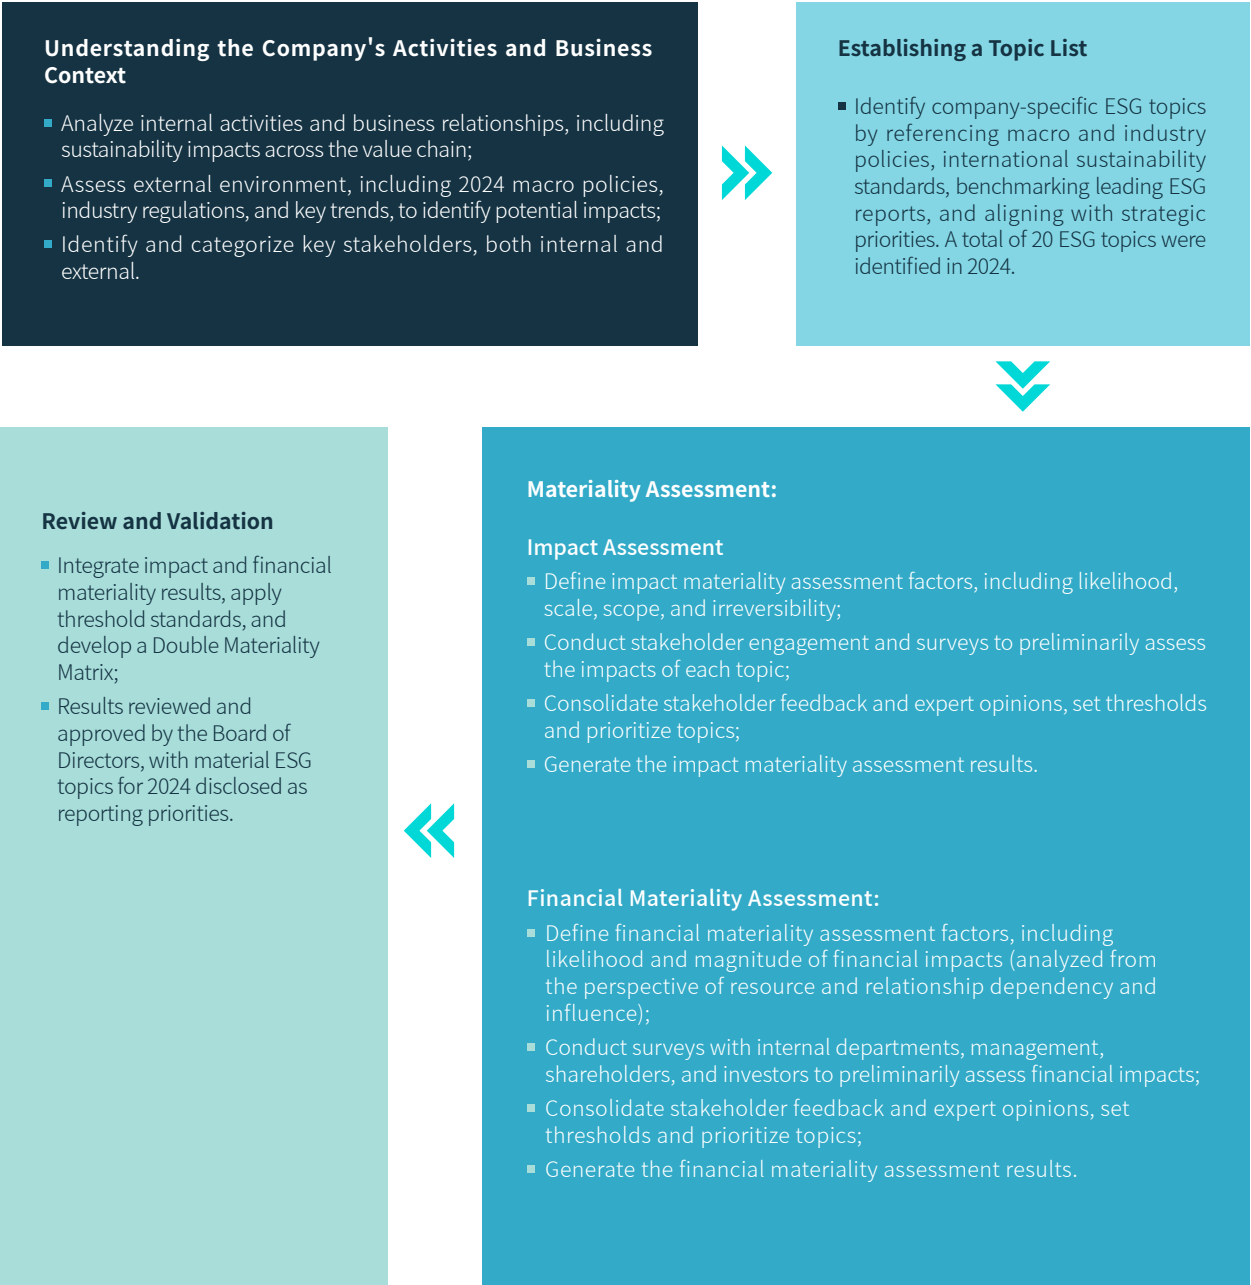 Understanding the Company's Activities and Business
Context
Analyze internal activities and business relationships, including
sustainability impacts across the value chain;
Assess external environment, including 2024 macro policies,
industry regulations, and key trends, to identify potential impacts;
Identify and categorize key stakeholders, both internal and
external.
Establishing a Topic List
Identify company-specific ESG topics
by referencing macro and industry
policies, international sustainability
standards, benchmarking leading ESG
reports, and aligning with strategic
priorities. A total of 20 ESG topics were
identified in 2024.
Materiality Assessment:
Impact Assessment
Define impact materiality assessment factors, including likelihood,
scale, scope, and irreversibility;
Conduct stakeholder engagement and surveys to preliminarily assess
the impacts of each topic;
Consolidate stakeholder feedback and expert opinions, set thresholds
and prioritize topics;
Generate the impact materiality assessment results.
Financial Materiality Assessment:
Define financial materiality assessment factors, including
likelihood and magnitude of financial impacts (analyzed from
the perspective of resource and relationship dependency and
influence);
Conduct surveys with internal departments, management,
shareholders, and investors to preliminarily assess financial impacts;
Consolidate stakeholder feedback and expert opinions, set
thresholds and prioritize topics;
Generate the financial materiality assessment results.
Review and Validation
Integrate impact and financial
materiality results, apply
threshold standards, and
develop a Double Materiality
Matrix;
Results reviewed and
approved by the Board of
Directors, with material ESG
topics for 2024 disclosed as
reporting priorities.